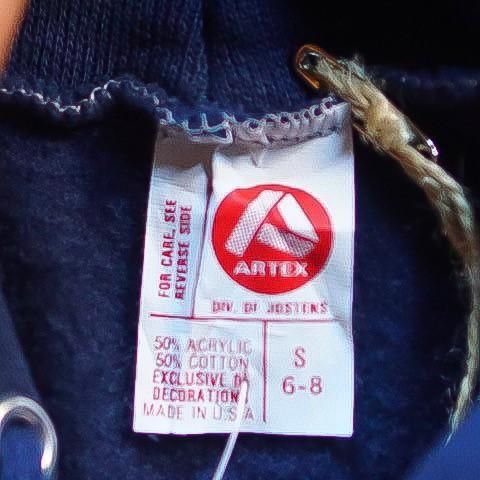 FOR CARE, SEE
REVERSE SIDE
ARTEX
DIV. OF JOSTENS
50% ACRYLIC
50% COTTON
EXCLUSIVE OF
DECORATION
MADE IN U.S.A
S
6-8